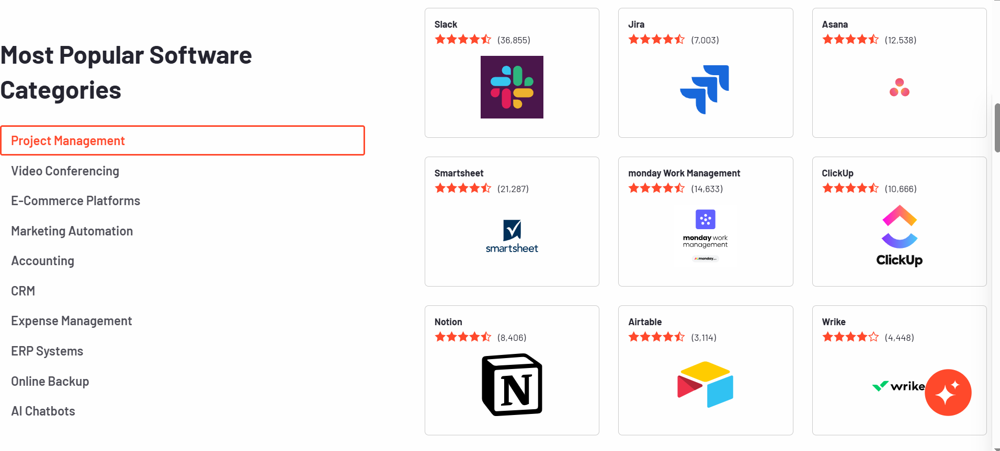 Most Popular Software
Categories
Project Management
Video Conferencing
E-Commerce Platforms
Marketing Automation
Accounting
CRM
Expense Management
ERP Systems
Online Backup
AI Chatbots
Slack
(36,855)
Jira
(7,003)
Asana
(12,538)
Smartsheet
(21,287)
smartsheet
monday Work Management
(14,633)
monday work
management
monday.com
ClickUp
(10,666)
ClickUp
Notion
(8,406)
N
Airtable
(3,114)
Wrike
(4,448)
wrike